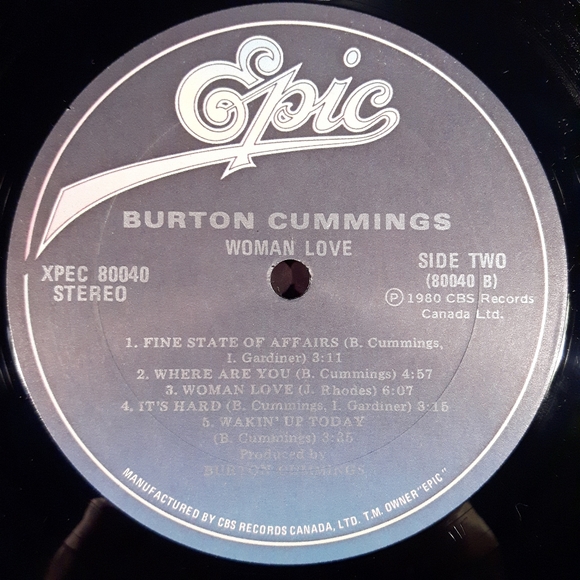 Epic
BURTON CUMMINGS
WOMAN LOVE
XPEC 80040
STEREO
SIDE TWO
(80040 B)
Ⓟ 1980 CBS Records
Canada Ltd.
1. FINE STATE OF AFFAIRS (B. Cummings,
I. Gardiner) 3:11
2. WHERE ARE YOU (B. Cummings) 4:57
3. WOMAN LOVE (J. Rhodes) 6:07
4. IT'S HARD (B. Cummings, I. Gardiner) 3:15
5. WAKIN' UP TODAY
(B. Cummings) 3:35
Produced by
BURTON CUMMINGS
MANUFACTURED BY CBS RECORDS CANADA, LTD. T.M. OWNER "EPIC"